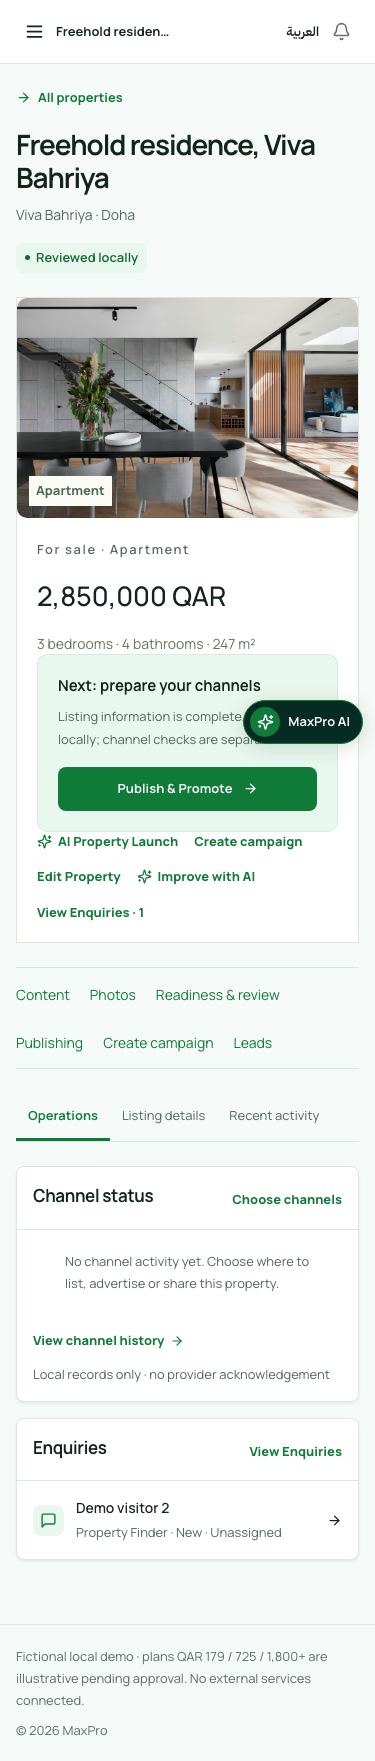 Freehold residen...
العربية
All properties
Freehold residence, Viva
Bahriya
Viva Bahriya · Doha
Reviewed locally
Apartment
For sale · Apartment
2,850,000 QAR
3 bedrooms · 4 bathrooms · 247 m²
Next: prepare your channels
Listing information is complete
locally; channel checks are
MaxPro AI
Publish & Promote
AI Property Launch
Create campaign
Edit Property
Improve with AI
View Enquiries · 1
Content
Photos
Readiness & review
Publishing
Create campaign
Leads
Operations
Listing details
Recent activity
Channel status
Choose channels
No channel activity yet. Choose where to
list, advertise or share this property.
View channel history
Local records only · no provider acknowledgement
Enquiries
View Enquiries
Demo visitor 2
Property Finder · New · Unassigned
Fictional local demo · plans QAR 179 / 725 / 1,800+ are
illustrative pending approval. No external services
connected.
© 2026 MaxPro